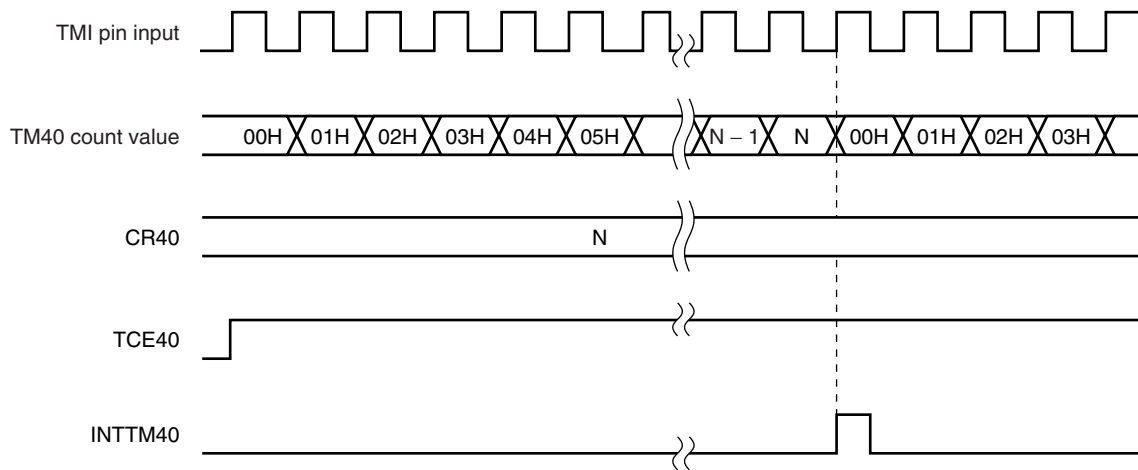 TMI pin input
TM40 count value 00H 01H 02H 03H 04H 05H N − 1 N 00H 01H 02H 03H
CR40 N
TCE40
INTTM40